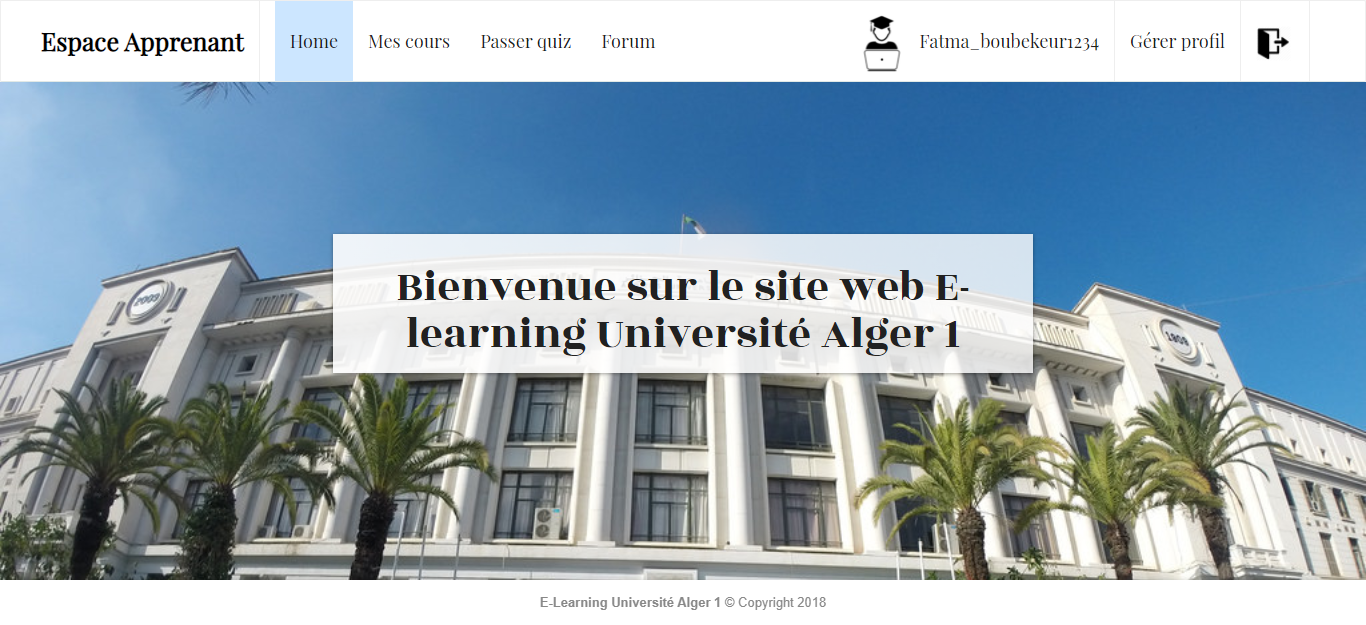 Espace Apprenant Home Mes cours Passer quiz Forum Fatma_boubekeur1234 Gérer profil
Bienvenue sur le site web E-
learning Université Alger 1
2009
1909
E-Learning Université Alger 1 © Copyright 2018